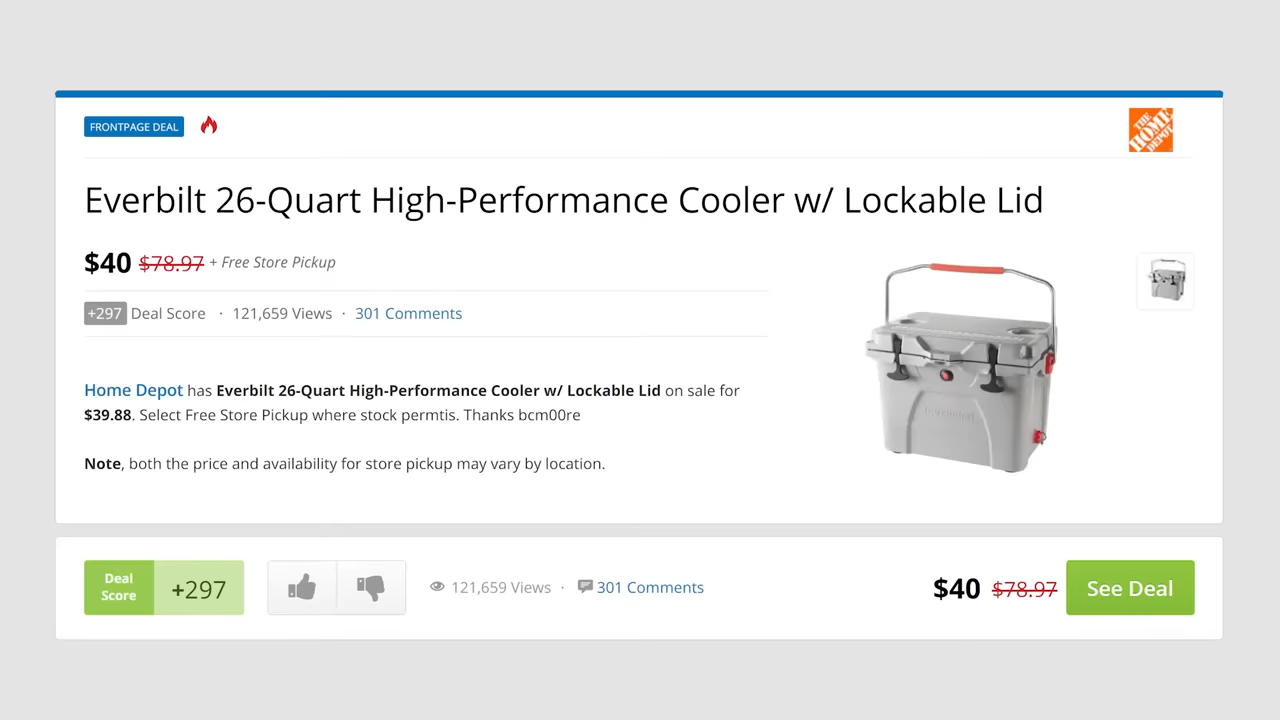 FRONTPAGE DEAL
THE HOME DEPOT
Everbilt 26-Quart High-Performance Cooler w/ Lockable Lid
$40 $78.97 + Free Store Pickup
+297 Deal Score · 121,659 Views · 301 Comments
Home Depot has Everbilt 26-Quart High-Performance Cooler w/ Lockable Lid on sale for
$39.88. Select Free Store Pickup where stock permtis. Thanks bcm00re
Note, both the price and availability for store pickup may vary by location.
Deal
Score
+297
121,659 Views · 301 Comments
$40 $78.97
See Deal